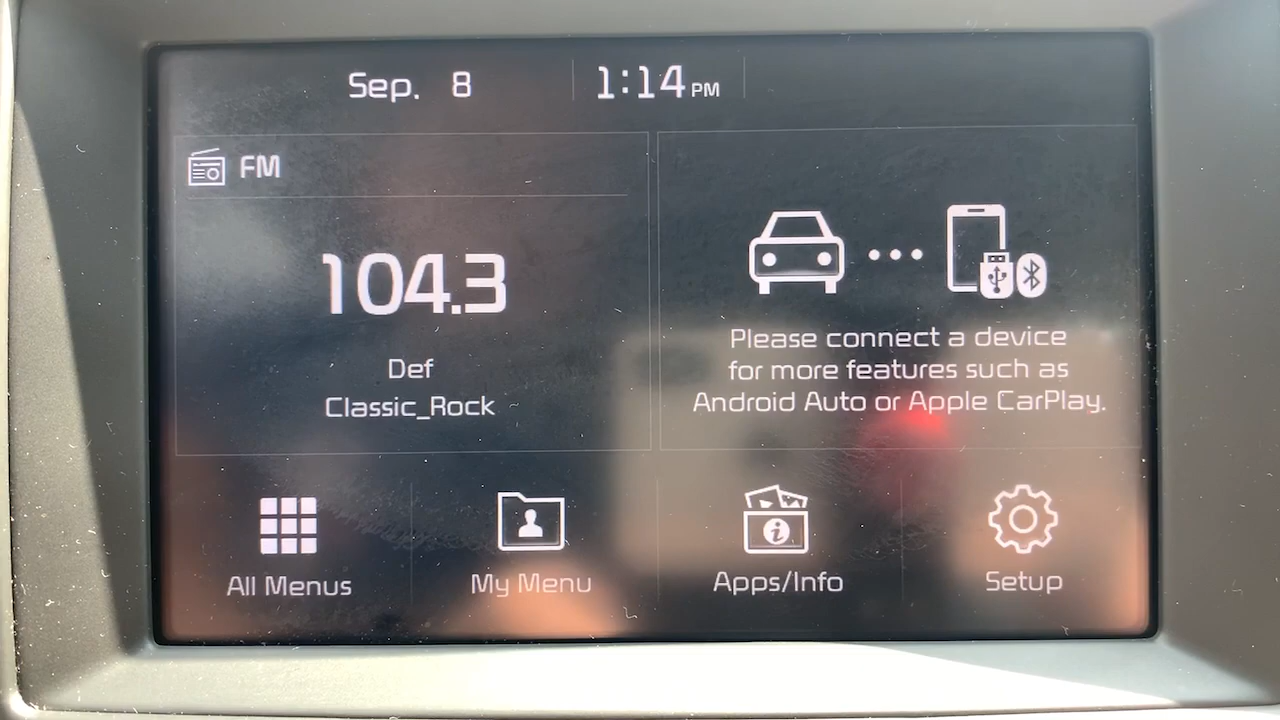 Sep. 8
1:14 PM
FM
104.3
Def
Classic_Rock
Please connect a device
for more features such as
Android Auto or Apple CarPlay.
All Menus
My Menu
Apps/Info
Setup